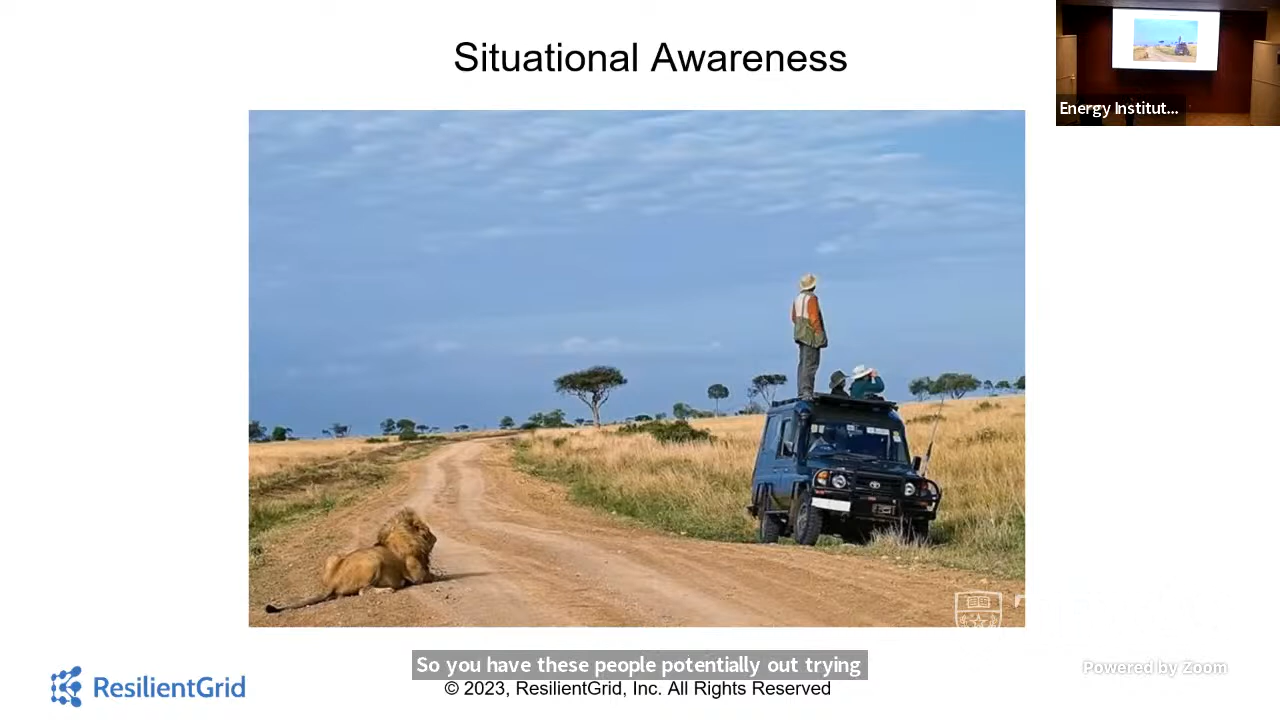 Situational Awareness
Energy Institut...
So you have these people potentially out trying
ResilientGrid
© 2023, ResilientGrid, Inc. All Rights Reserved
Powered by Zoom